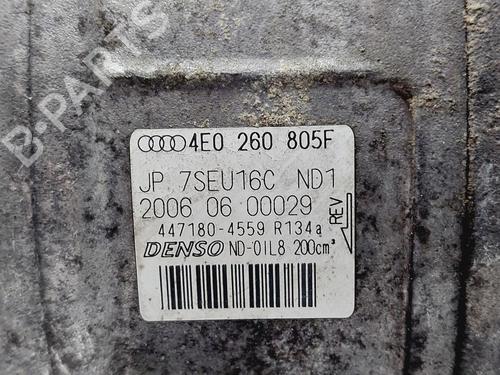 B-PARTS
4E0 260 805F
JP 7SEU16C ND1
2006 06 00029
REV
447180-4559 R134a
DENSO ND-OIL8 200cm³